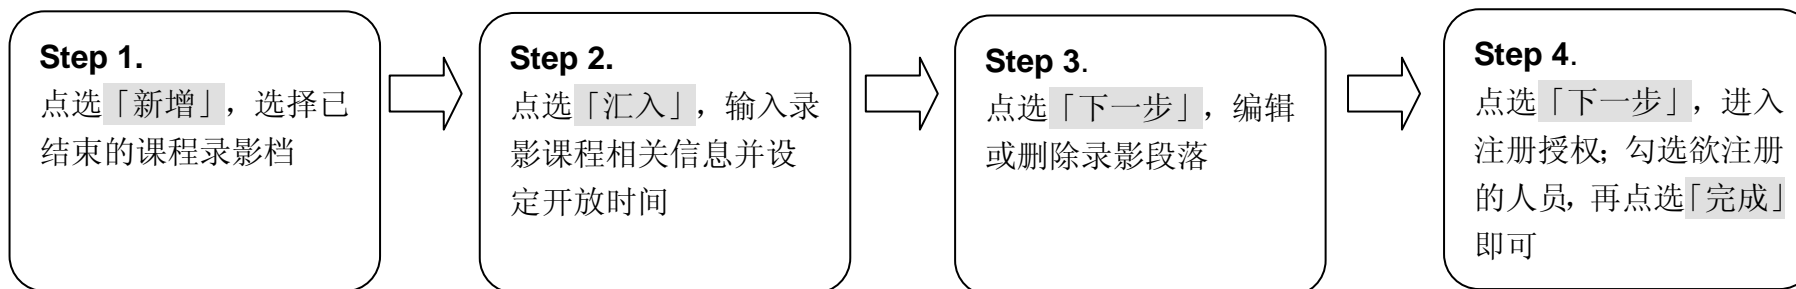 Step 1.
点选「新增」，选择已
结束的课程录影档
Step 2.
点选「汇入」，输入录
影课程相关信息并设
定开放时间
Step 3.
点选「下一步」，编辑
或删除录影段落
Step 4.
点选「下一步」，进入
注册授权；勾选欲注册
的人员，再点选「完成」
即可